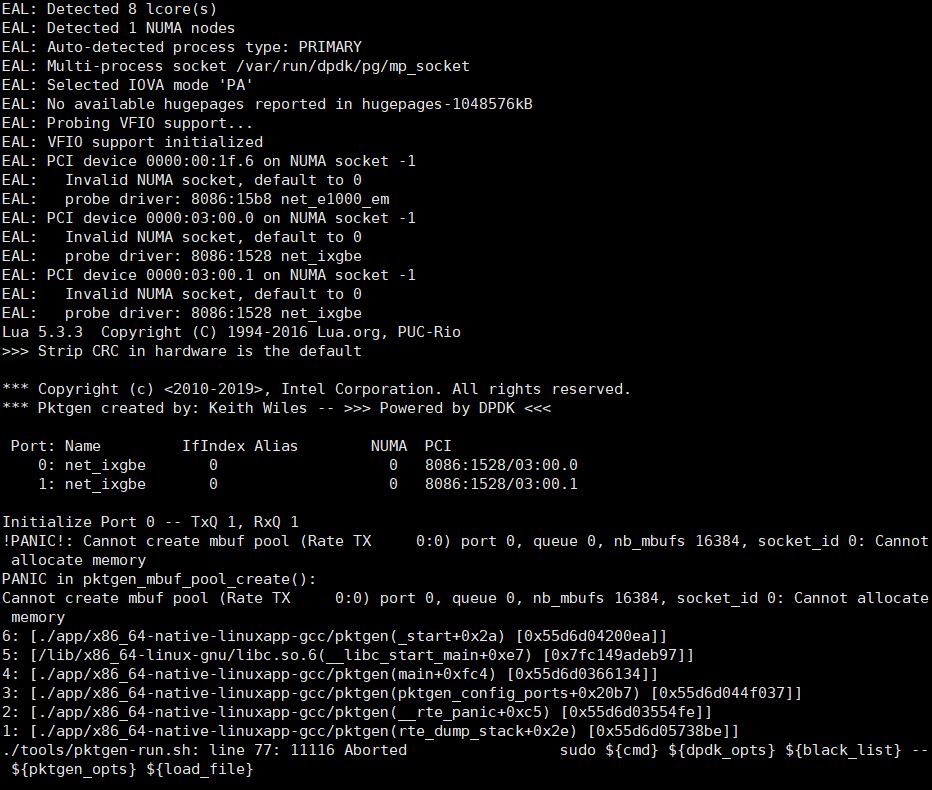 EAL: Detected 8 lcore(s)
EAL: Detected 1 NUMA nodes
EAL: Auto-detected process type: PRIMARY
EAL: Multi-process socket /var/run/dpdk/pg/mp_socket
EAL: Selected IOVA mode 'PA'
EAL: No available hugepages reported in hugepages-1048576kB
EAL: Probing VFIO support...
EAL: VFIO support initialized
EAL: PCI device 0000:00:1f.6 on NUMA socket -1
EAL:   Invalid NUMA socket, default to 0
EAL:   probe driver: 8086:15b8 net_e1000_em
EAL: PCI device 0000:03:00.0 on NUMA socket -1
EAL:   Invalid NUMA socket, default to 0
EAL:   probe driver: 8086:1528 net_ixgbe
EAL: PCI device 0000:03:00.1 on NUMA socket -1
EAL:   Invalid NUMA socket, default to 0
EAL:   probe driver: 8086:1528 net_ixgbe
Lua 5.3.3  Copyright (C) 1994-2016 Lua.org, PUC-Rio
>>> Strip CRC in hardware is the default
*** Copyright (c) <2010-2019>, Intel Corporation. All rights reserved.
*** Pktgen created by: Keith Wiles -- >>> Powered by DPDK <<<
Port: Name         IfIndex Alias        NUMA  PCI
0: net_ixgbe       0                   0   8086:1528/03:00.0
1: net_ixgbe       0                   0   8086:1528/03:00.1
Initialize Port 0 -- TxQ 1, RxQ 1
!PANIC!: Cannot create mbuf pool (Rate TX     0:0) port 0, queue 0, nb_mbufs 16384, socket_id 0: Cannot
allocate memory
PANIC in pktgen_mbuf_pool_create():
Cannot create mbuf pool (Rate TX     0:0) port 0, queue 0, nb_mbufs 16384, socket_id 0: Cannot allocate
memory
6: [./app/x86_64-native-linuxapp-gcc/pktgen(_start+0x2a) [0x55d6d04200ea]]
5: [/lib/x86_64-linux-gnu/libc.so.6(__libc_start_main+0xe7) [0x7fc149adeb97]]
4: [./app/x86_64-native-linuxapp-gcc/pktgen(main+0xfc4) [0x55d6d0366134]]
3: [./app/x86_64-native-linuxapp-gcc/pktgen(pktgen_config_ports+0x20b7) [0x55d6d044f037]]
2: [./app/x86_64-native-linuxapp-gcc/pktgen(__rte_panic+0xc5) [0x55d6d03554fe]]
1: [./app/x86_64-native-linuxapp-gcc/pktgen(rte_dump_stack+0x2e) [0x55d6d05738be]]
./tools/pktgen-run.sh: line 77: 11116 Aborted                 sudo ${cmd} ${dpdk_opts} ${black_list} --
${pktgen_opts} ${load_file}